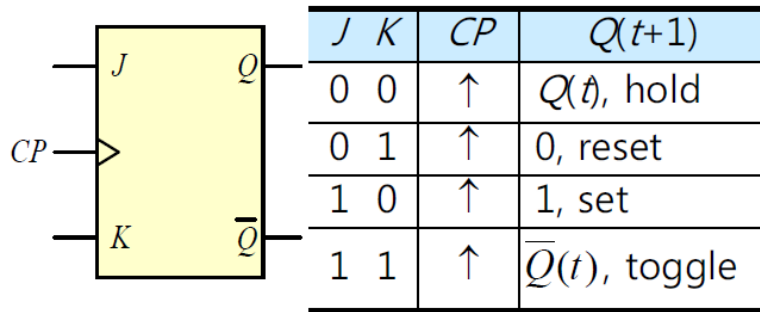 J Q
CP
K Q̅
J K CP Q(t+1)
0 0 ↑ Q(t), hold
0 1 ↑ 0, reset
1 0 ↑ 1, set
1 1 ↑ Q̅(t), toggle